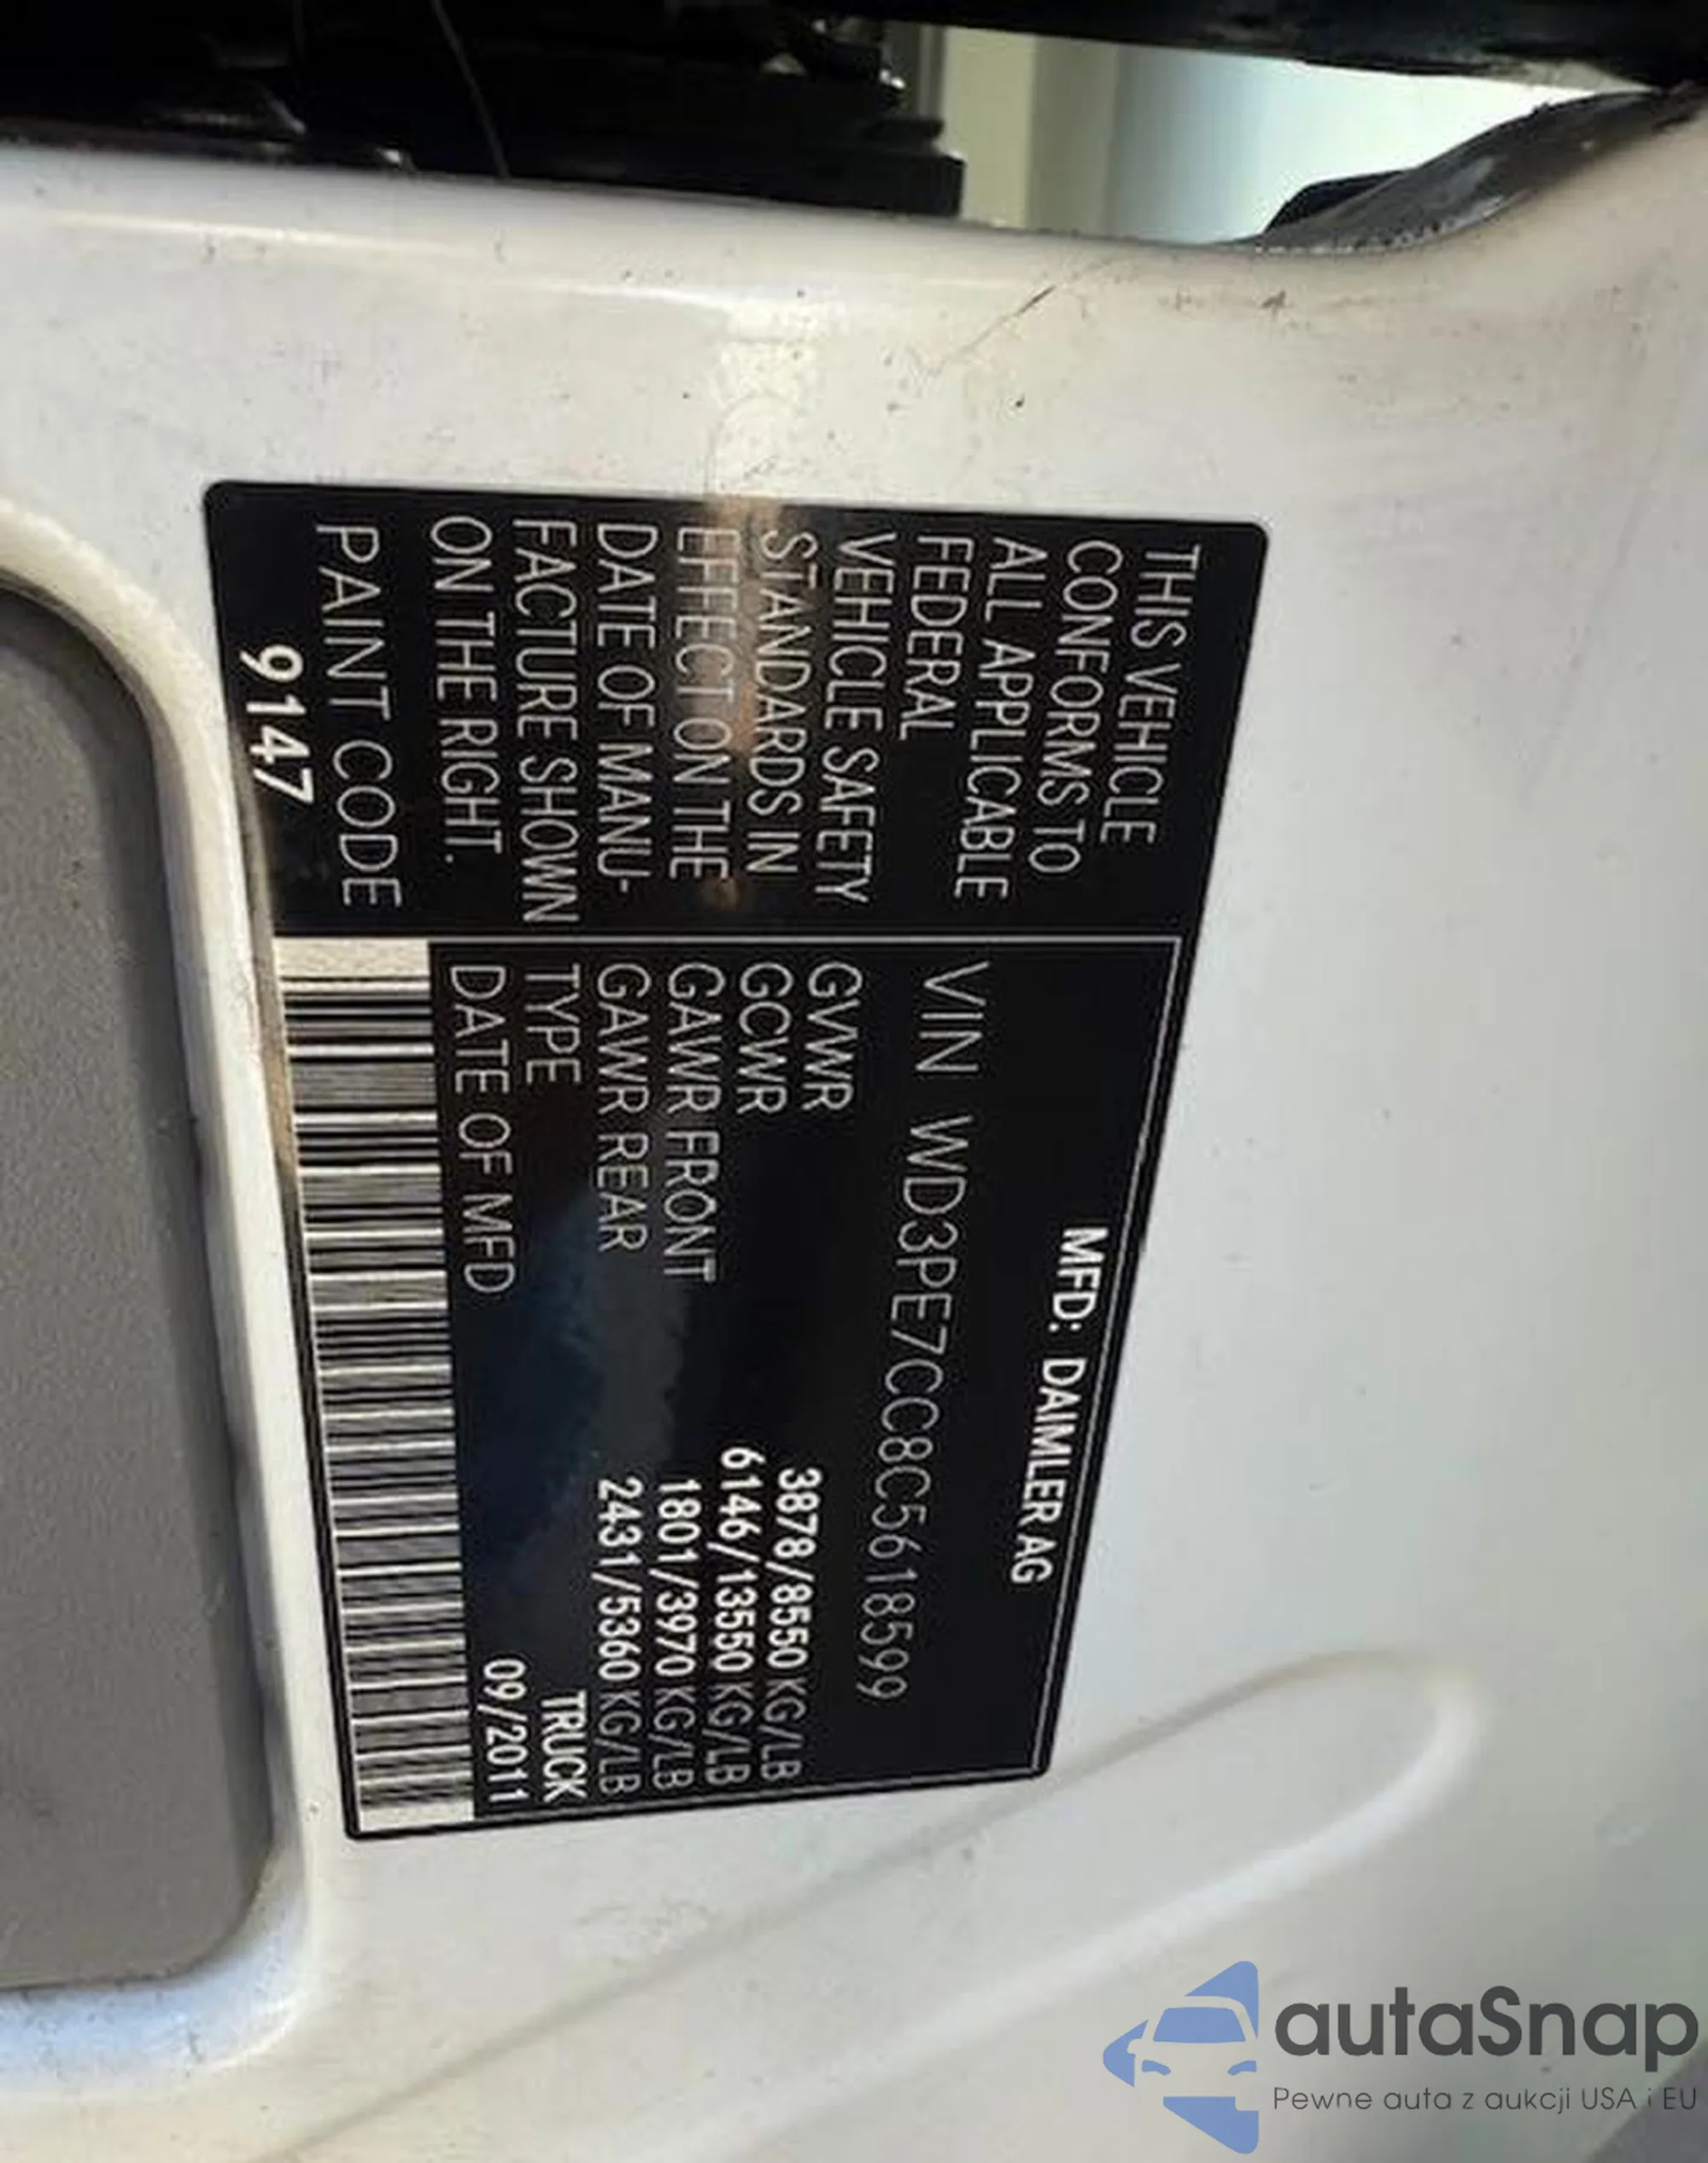 THIS VEHICLE
CONFORMS TO
ALL APPLICABLE
FEDERAL
VEHICLE SAFETY
STANDARDS IN
EFFECT ON THE
DATE OF MANU-
FACTURE SHOWN
ON THE RIGHT.
PAINT CODE
9147
MFD: DAIMLER AG
VIN WD3PE7CC8C5618599
GVWR 3878/8550 KG/LB
GCWR 6146/13550 KG/LB
GAWR FRONT 1801/3970 KG/LB
GAWR REAR 2431/5360 KG/LB
TYPE TRUCK
DATE OF MFD 09/2011
autaSnap
Pewne auta z aukcji USA i EU